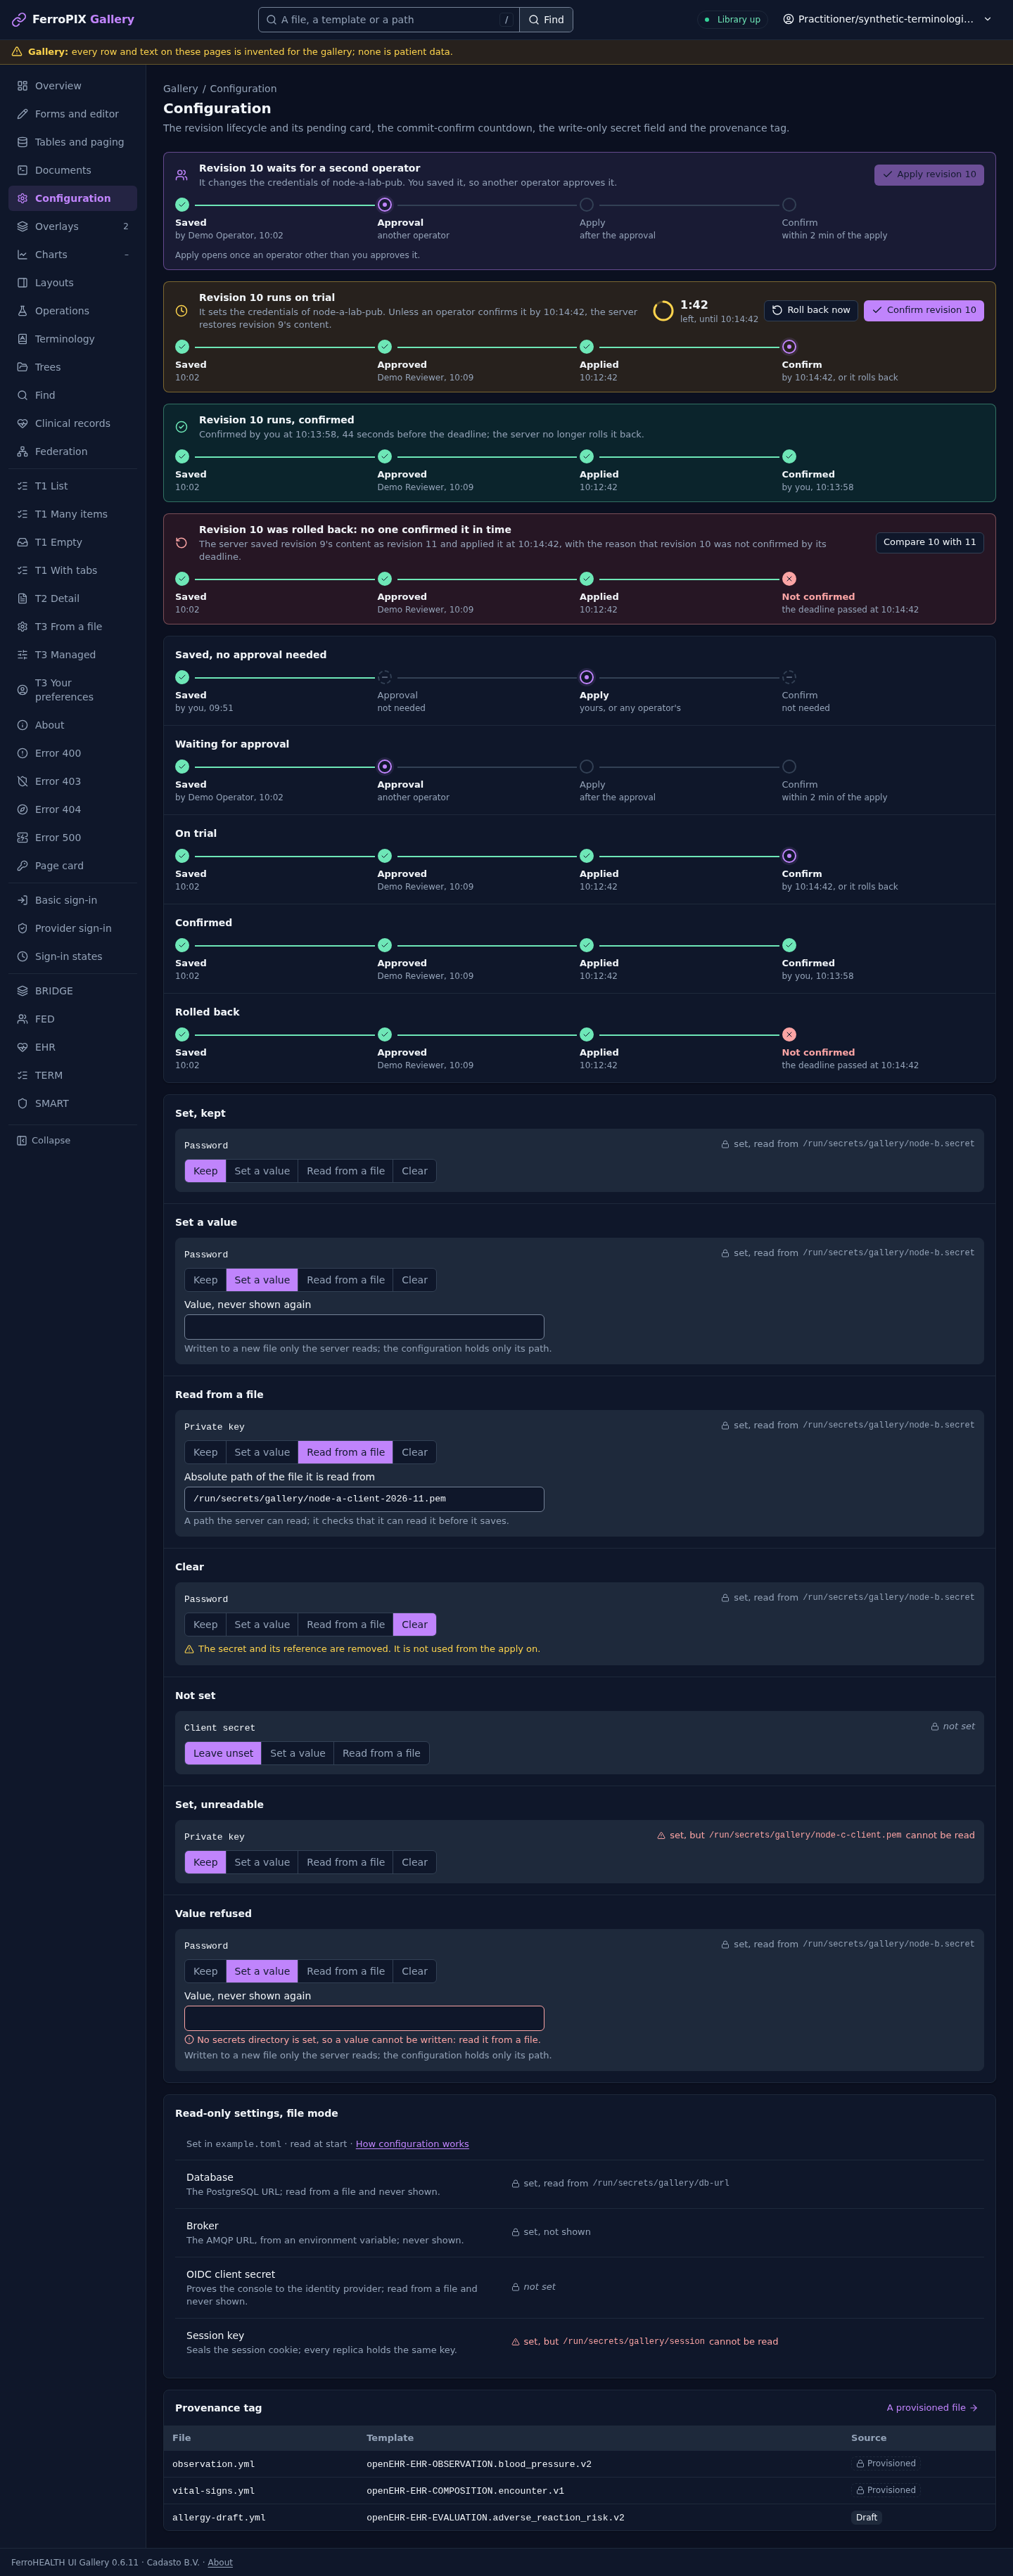 FerroPIX Gallery
A file, a template or a path
/
Find
Library up
Practitioner/synthetic-terminologi...
Gallery: every row and text on these pages is invented for the gallery; none is patient data.
Overview
Forms and editor
Tables and paging
Documents
Configuration
Overlays 2
Charts –
Layouts
Operations
Terminology
Trees
Find
Clinical records
Federation
T1 List
T1 Many items
T1 Empty
T1 With tabs
T2 Detail
T3 From a file
T3 Managed
T3 Your
preferences
About
Error 400
Error 403
Error 404
Error 500
Page card
Basic sign-in
Provider sign-in
Sign-in states
BRIDGE
FED
EHR
TERM
SMART
Collapse
Gallery / Configuration
Configuration
The revision lifecycle and its pending card, the commit-confirm countdown, the write-only secret field and the provenance tag.
Revision 10 waits for a second operator
It changes the credentials of node-a-lab-pub. You saved it, so another operator approves it.
Apply revision 10
Saved Approval Apply Confirm
by Demo Operator, 10:02 another operator after the approval within 2 min of the apply
Apply opens once an operator other than you approves it.
Revision 10 runs on trial
It sets the credentials of node-a-lab-pub. Unless an operator confirms it by 10:14:42, the server
restores revision 9's content.
1:42
left, until 10:14:42
Roll back now
Confirm revision 10
Saved Approved Applied Confirm
10:02 Demo Reviewer, 10:09 10:12:42 by 10:14:42, or it rolls back
Revision 10 runs, confirmed
Confirmed by you at 10:13:58, 44 seconds before the deadline; the server no longer rolls it back.
Saved Approved Applied Confirmed
10:02 Demo Reviewer, 10:09 10:12:42 by you, 10:13:58
Revision 10 was rolled back: no one confirmed it in time
The server saved revision 9's content as revision 11 and applied it at 10:14:42, with the reason that revision 10 was not confirmed by its
deadline.
Compare 10 with 11
Saved Approved Applied Not confirmed
10:02 Demo Reviewer, 10:09 10:12:42 the deadline passed at 10:14:42
Saved, no approval needed
Saved Approval Apply Confirm
by you, 09:51 not needed yours, or any operator's not needed
Waiting for approval
Saved Approval Apply Confirm
by Demo Operator, 10:02 another operator after the approval within 2 min of the apply
On trial
Saved Approved Applied Confirm
10:02 Demo Reviewer, 10:09 10:12:42 by 10:14:42, or it rolls back
Confirmed
Saved Approved Applied Confirmed
10:02 Demo Reviewer, 10:09 10:12:42 by you, 10:13:58
Rolled back
Saved Approved Applied Not confirmed
10:02 Demo Reviewer, 10:09 10:12:42 the deadline passed at 10:14:42
Set, kept
Password set, read from /run/secrets/gallery/node-b.secret
Keep Set a value Read from a file Clear
Set a value
Password set, read from /run/secrets/gallery/node-b.secret
Keep Set a value Read from a file Clear
Value, never shown again
Written to a new file only the server reads; the configuration holds only its path.
Read from a file
Private key set, read from /run/secrets/gallery/node-b.secret
Keep Set a value Read from a file Clear
Absolute path of the file it is read from
/run/secrets/gallery/node-a-client-2026-11.pem
A path the server can read; it checks that it can read it before it saves.
Clear
Password set, read from /run/secrets/gallery/node-b.secret
Keep Set a value Read from a file Clear
The secret and its reference are removed. It is not used from the apply on.
Not set
Client secret not set
Leave unset Set a value Read from a file
Set, unreadable
Private key set, but /run/secrets/gallery/node-c-client.pem cannot be read
Keep Set a value Read from a file Clear
Value refused
Password set, read from /run/secrets/gallery/node-b.secret
Keep Set a value Read from a file Clear
Value, never shown again
No secrets directory is set, so a value cannot be written: read it from a file.
Written to a new file only the server reads; the configuration holds only its path.
Read-only settings, file mode
Set in example.toml · read at start · How configuration works
Database
The PostgreSQL URL; read from a file and never shown.
set, read from /run/secrets/gallery/db-url
Broker
The AMQP URL, from an environment variable; never shown.
set, not shown
OIDC client secret
Proves the console to the identity provider; read from a file and
never shown.
not set
Session key
Seals the session cookie; every replica holds the same key.
set, but /run/secrets/gallery/session cannot be read
Provenance tag A provisioned file →
File Template Source
observation.yml openEHR-EHR-OBSERVATION.blood_pressure.v2 Provisioned
vital-signs.yml openEHR-EHR-COMPOSITION.encounter.v1 Provisioned
allergy-draft.yml openEHR-EHR-EVALUATION.adverse_reaction_risk.v2 Draft
FerroHEALTH UI Gallery 0.6.11 · Cadasto B.V. · About